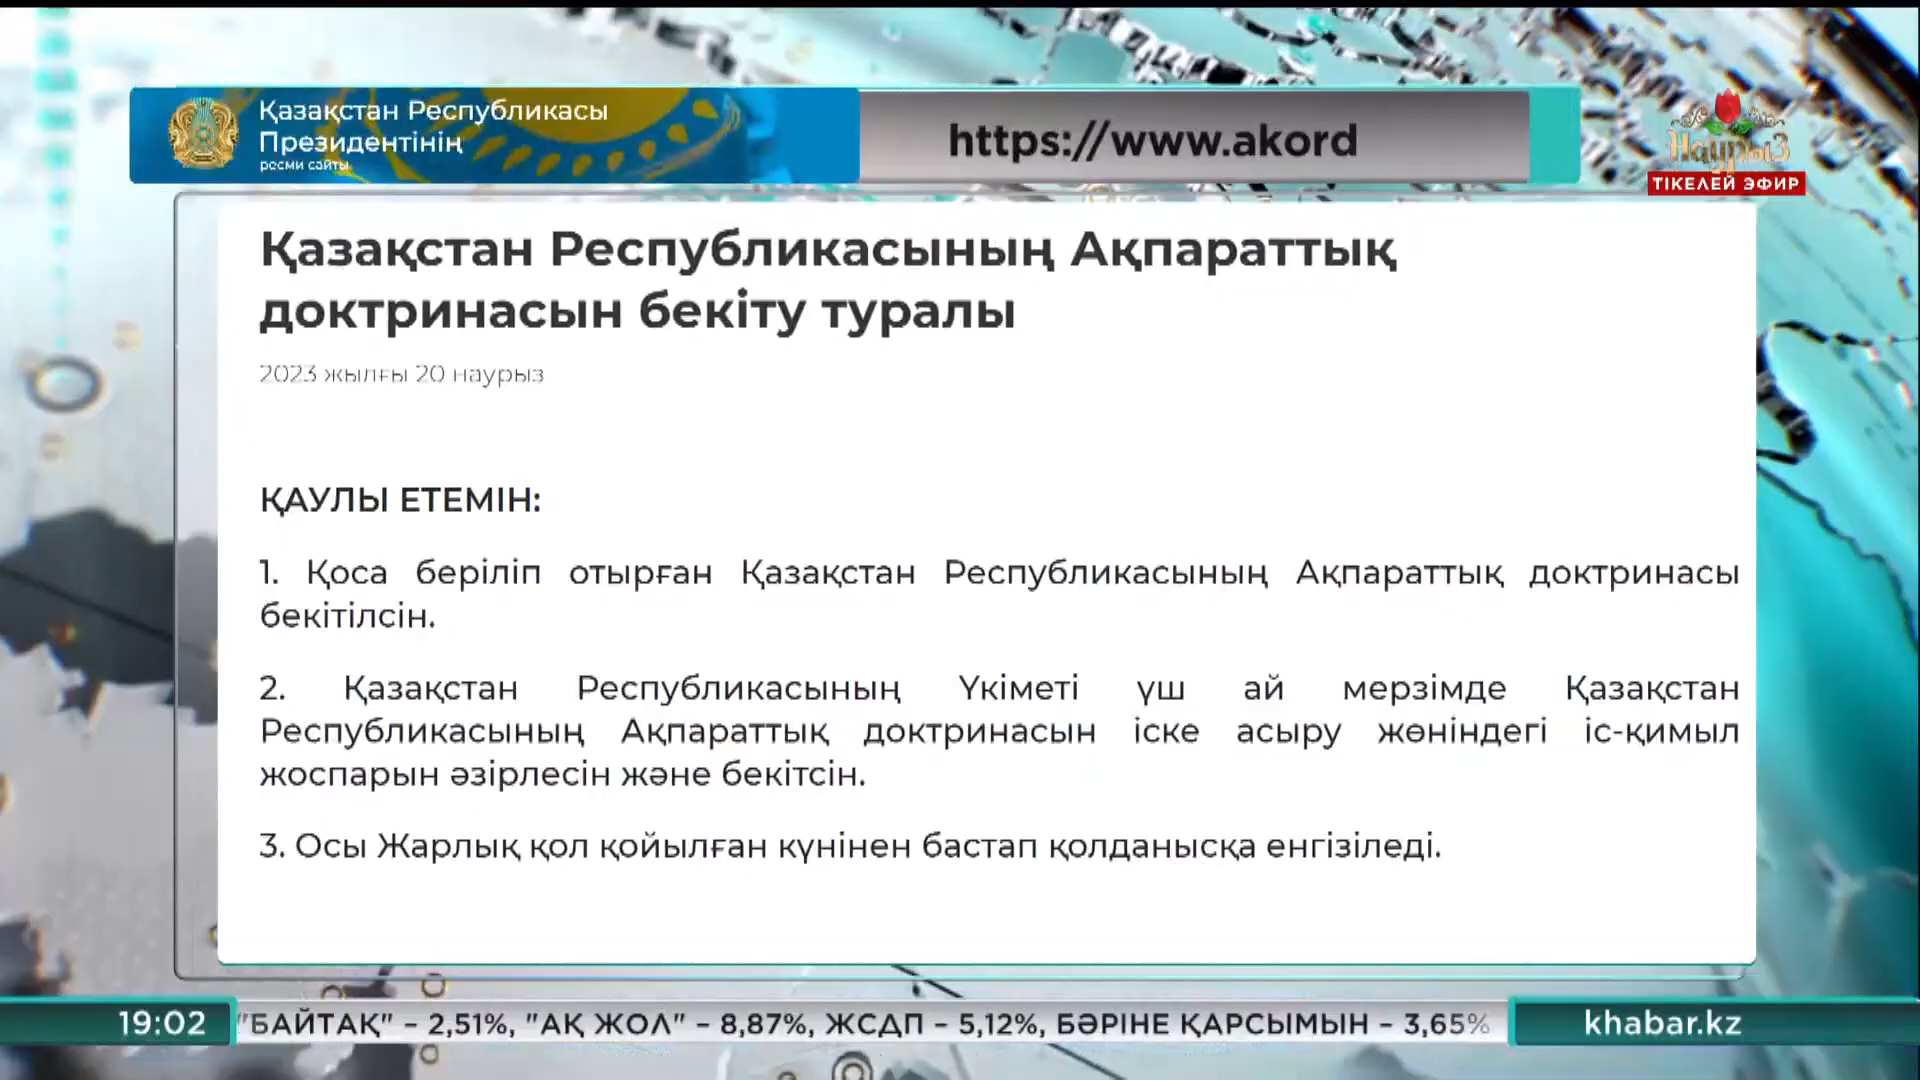 Қазақстан Республикасы
Президентінің
ресми сайты
https://www.akord
Наурыз
ТІКЕЛЕЙ ЭФИР
Қазақстан Республикасының Ақпараттық
доктринасын бекіту туралы
2023 жылғы 20 наурыз
ҚАУЛЫ ЕТЕМІН:
1. Қоса беріліп отырған Қазақстан Республикасының Ақпараттық доктринасы
бекітілсін.
2. Қазақстан Республикасының Үкіметі үш ай мерзімде Қазақстан
Республикасының Ақпараттық доктринасын іске асыру жөніндегі іс-қимыл
жоспарын әзірлесін және бекітсін.
3. Осы Жарлық қол қойылған күнінен бастап қолданысқа енгізіледі.
19:02
"БАЙТАҚ" – 2,51%, "АҚ ЖОЛ" – 8,87%, ЖСДП – 5,12%, БӘРІНЕ ҚАРСЫМЫН – 3,65%
khabar.kz